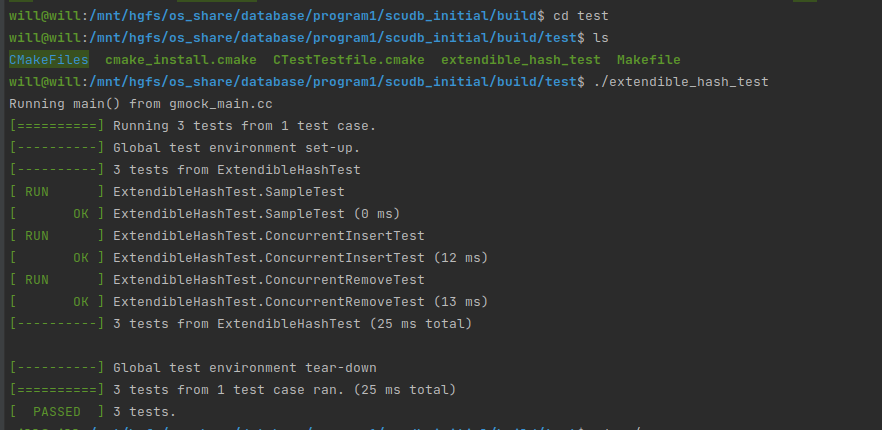 will@will:/mnt/hgfs/os_share/database/program1/scudb_initial/build$ cd test
will@will:/mnt/hgfs/os_share/database/program1/scudb_initial/build/test$ ls
CMakeFiles  cmake_install.cmake  CTestTestfile.cmake  extendible_hash_test  Makefile
will@will:/mnt/hgfs/os_share/database/program1/scudb_initial/build/test$ ./extendible_hash_test
Running main() from gmock_main.cc
[==========] Running 3 tests from 1 test case.
[----------] Global test environment set-up.
[----------] 3 tests from ExtendibleHashTest
[ RUN      ] ExtendibleHashTest.SampleTest
[       OK ] ExtendibleHashTest.SampleTest (0 ms)
[ RUN      ] ExtendibleHashTest.ConcurrentInsertTest
[       OK ] ExtendibleHashTest.ConcurrentInsertTest (12 ms)
[ RUN      ] ExtendibleHashTest.ConcurrentRemoveTest
[       OK ] ExtendibleHashTest.ConcurrentRemoveTest (13 ms)
[----------] 3 tests from ExtendibleHashTest (25 ms total)

[----------] Global test environment tear-down
[==========] 3 tests from 1 test case ran. (25 ms total)
[  PASSED  ] 3 tests.